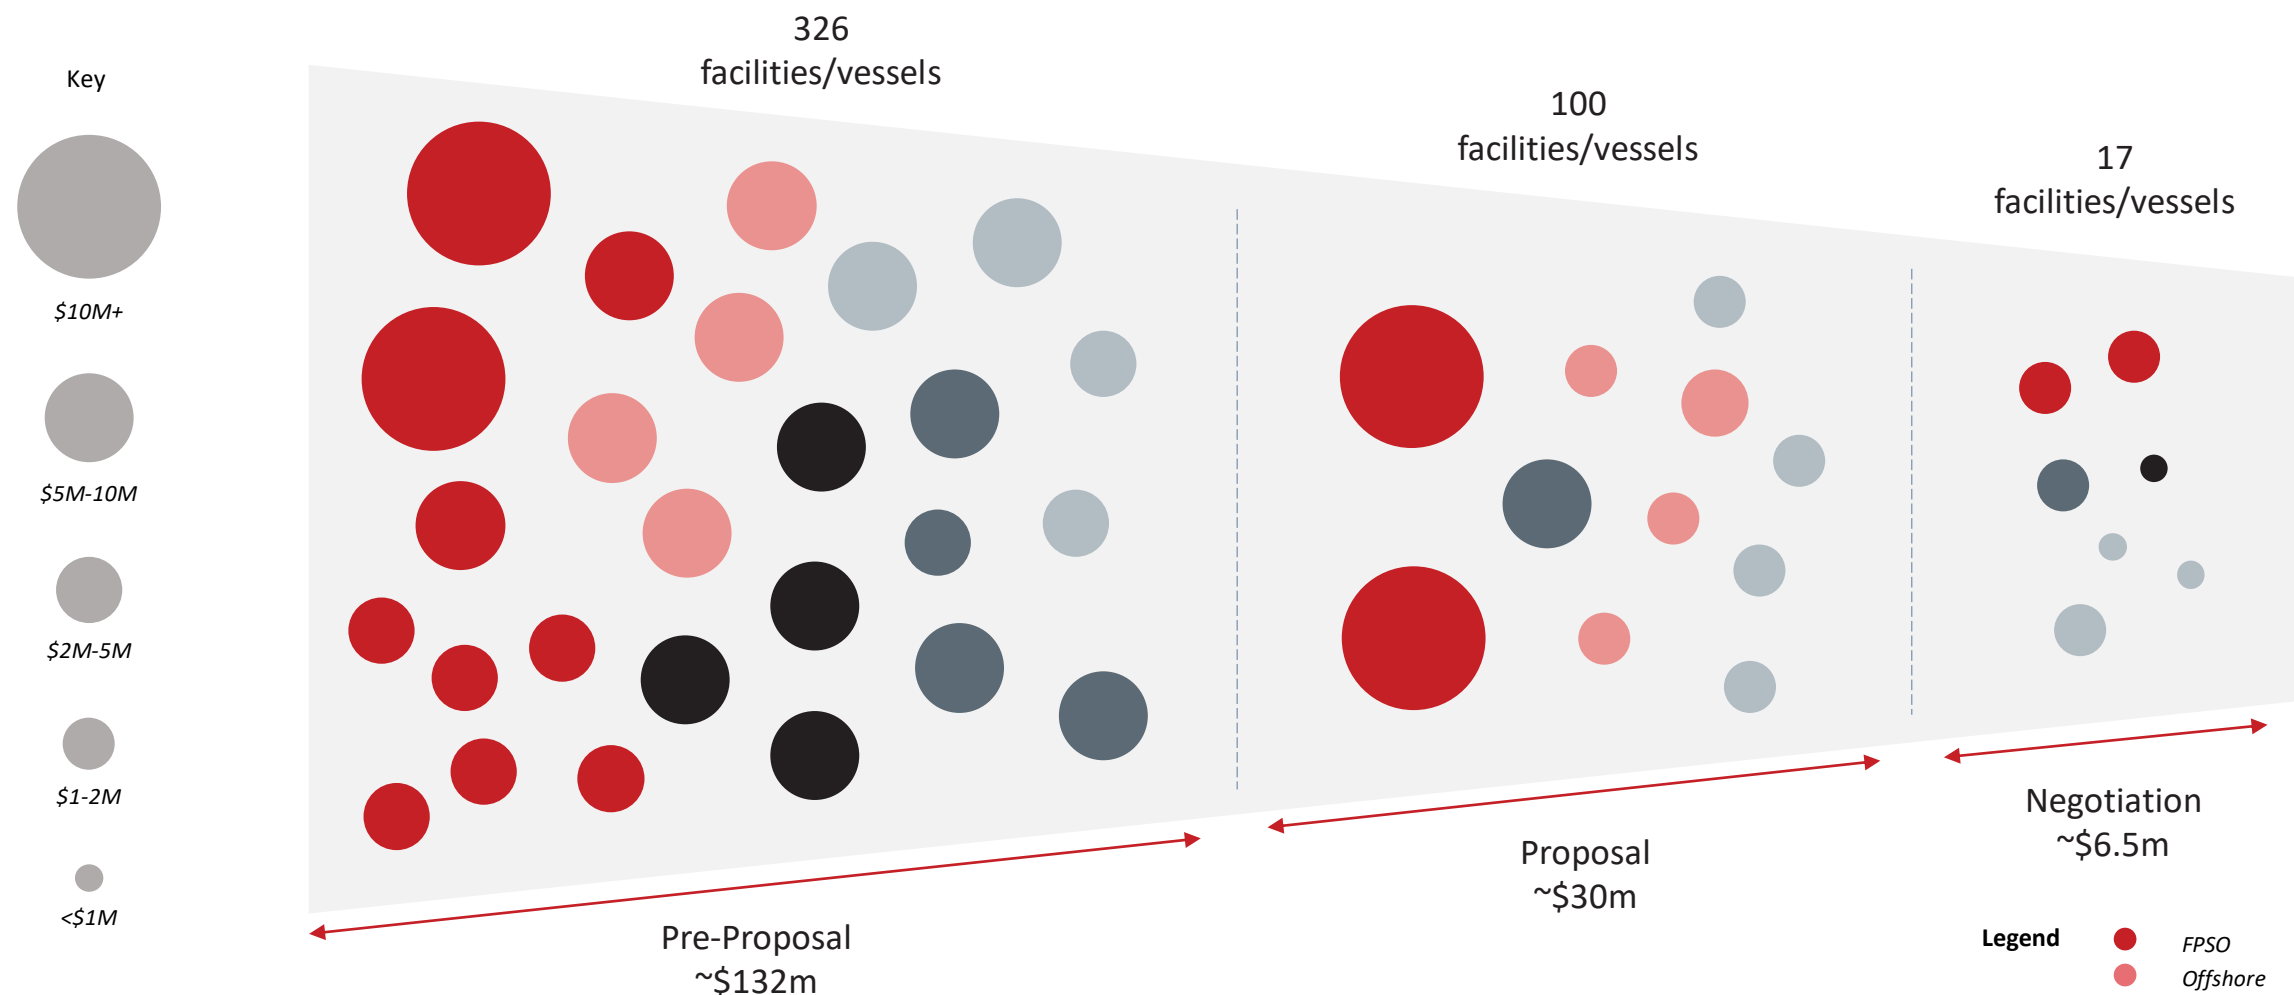 Key
$10M+
$5M-10M
$2M-5M
$1-2M
<$1M
326
facilities/vessels
100
facilities/vessels
17
facilities/vessels
Pre-Proposal
~$132m
Proposal
~$30m
Negotiation
~$6.5m
Legend
FPSO
Offshore